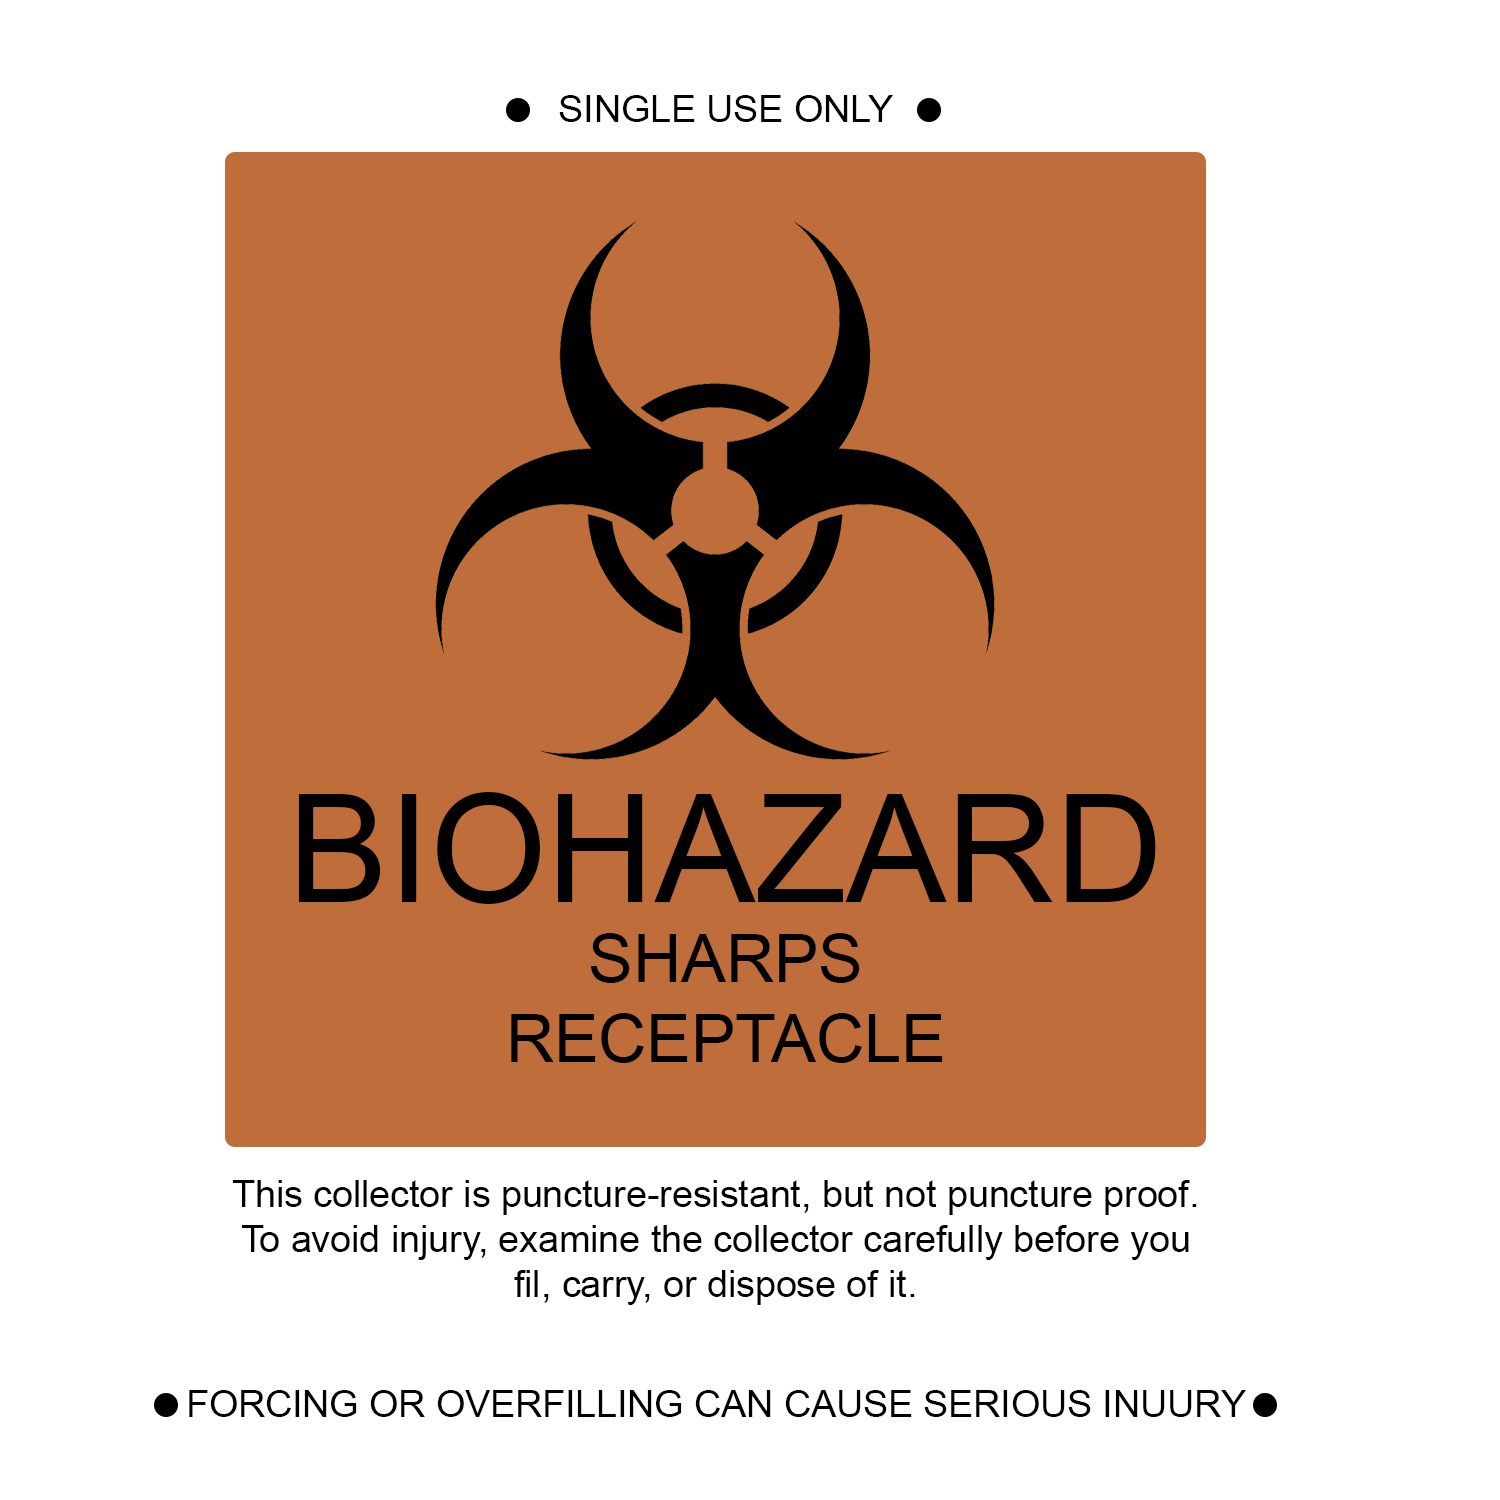 ● SINGLE USE ONLY ●
BIOHAZARD
SHARPS
RECEPTACLE
This collector is puncture-resistant, but not puncture proof.
To avoid injury, examine the collector carefully before you
fil, carry, or dispose of it.
● FORCING OR OVERFILLING CAN CAUSE SERIOUS INUURY ●